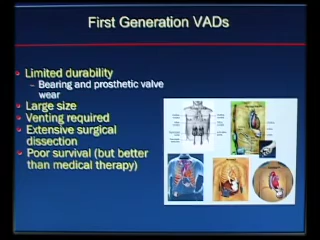 First Generation VADs
• Limited durability
– Bearing and prosthetic valve
wear
• Large size
• Venting required
• Extensive surgical
dissection
• Poor survival (but better
than medical therapy)